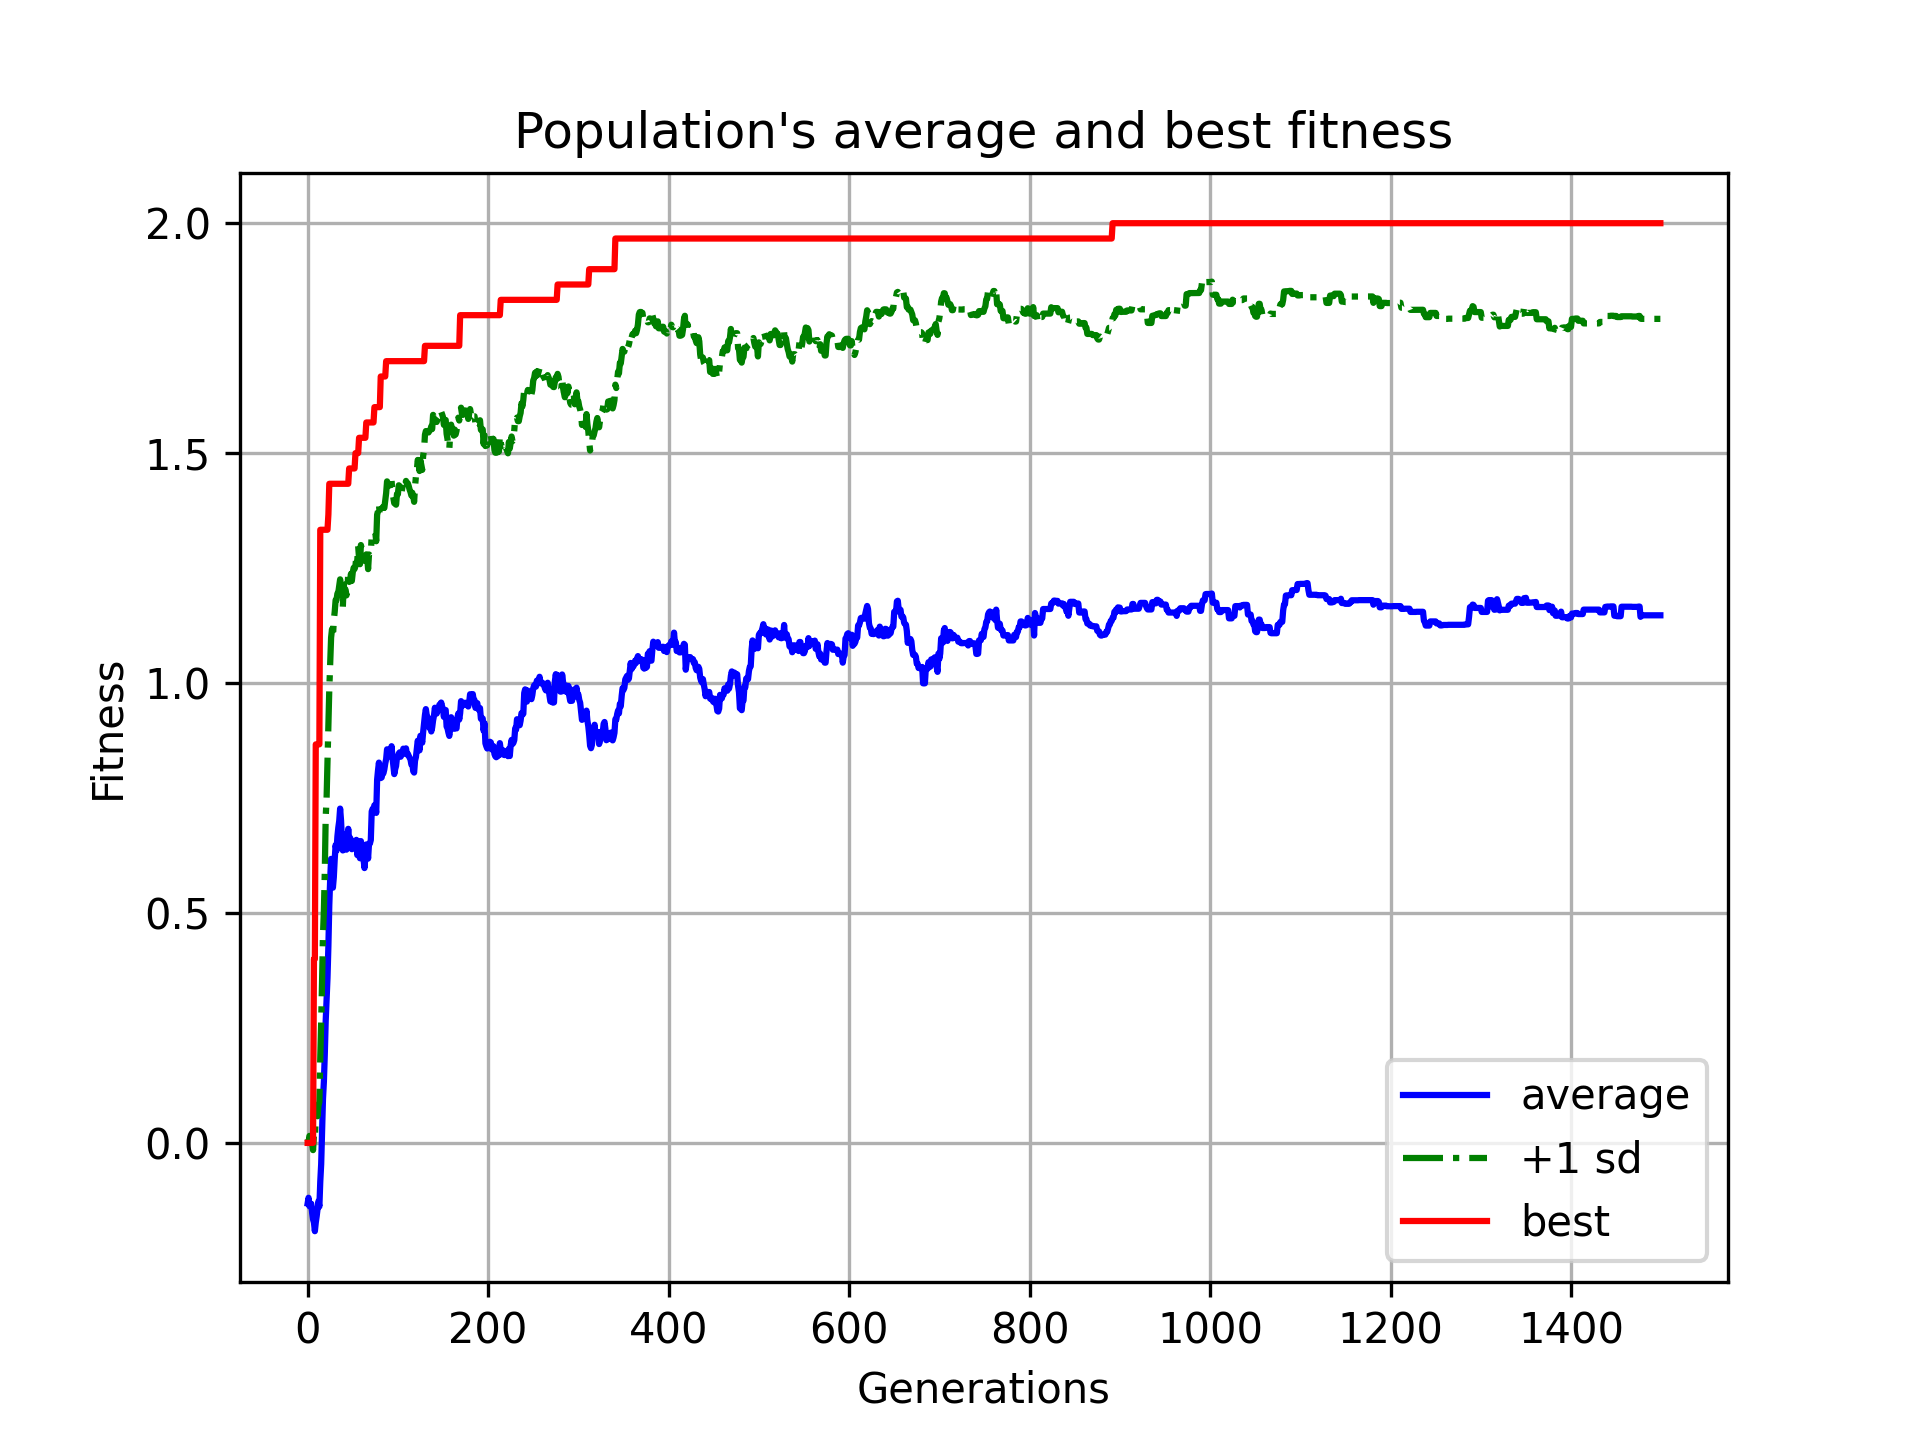 Population's average and best fitness
2.0
1.5
1.0
0.5
0.0
Fitness
0 200 400 600 800 1000 1200 1400
Generations
average
+1 sd
best